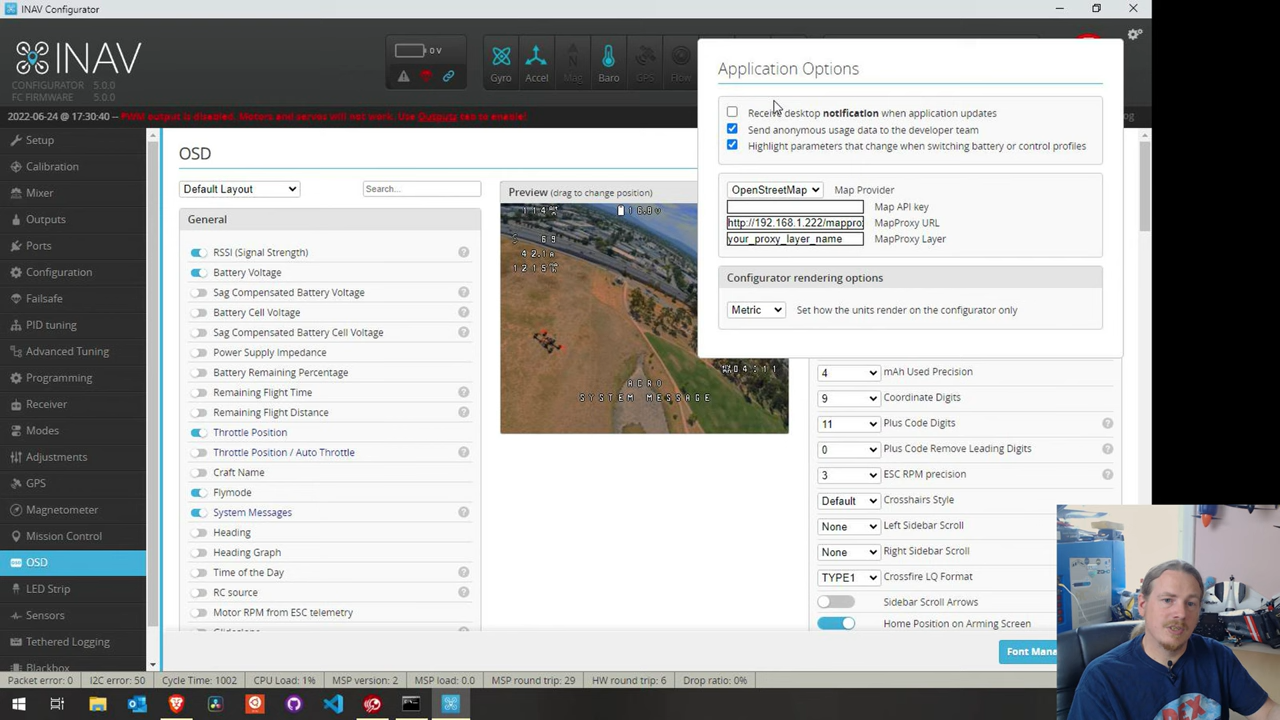 INAV Configurator
INAV
CONFIGURATOR 5.0.0
FC FIRMWARE 5.0.0
0 V
Gyro
Accel
Mag
Baro
GPS
Flow
2022-06-24 @ 17:30:40 -- PWM output is disabled. Motors and servos will not work. Use Outputs tab to enable!
Setup
Calibration
Mixer
Outputs
Ports
Configuration
Failsafe
PID tuning
Advanced Tuning
Programming
Receiver
Modes
Adjustments
GPS
Magnetometer
Mission Control
OSD
LED Strip
Sensors
Tethered Logging
Blackbox
OSD
Default Layout
Search...
General
RSSI (Signal Strength)
Battery Voltage
Sag Compensated Battery Voltage
Battery Cell Voltage
Sag Compensated Battery Cell Voltage
Power Supply Impedance
Battery Remaining Percentage
Remaining Flight Time
Remaining Flight Distance
Throttle Position
Throttle Position / Auto Throttle
Craft Name
Flymode
System Messages
Heading
Heading Graph
Time of the Day
RC source
Motor RPM from ESC telemetry
Preview (drag to change position)
69
42.1A
ACRO
SYSTEM MESSAGE
Application Options
Receive desktop notification when application updates
Send anonymous usage data to the developer team
Highlight parameters that change when switching battery or control profiles
OpenStreetMap Map Provider
Map API key
http://192.168.1.222/mappro MapProxy URL
your_proxy_layer_name MapProxy Layer
Configurator rendering options
Metric Set how the units render on the configurator only
4 mAh Used Precision
9 Coordinate Digits
11 Plus Code Digits
0 Plus Code Remove Leading Digits
3 ESC RPM precision
Default Crosshairs Style
None Left Sidebar Scroll
None Right Sidebar Scroll
TYPE1 Crossfire LQ Format
Sidebar Scroll Arrows
Home Position on Arming Screen
Font Mana
Packet error: 0
I2C error: 50
Cycle Time: 1002
CPU Load: 1%
MSP version: 2
MSP load: 0.0
MSP round trip: 29
HW round trip: 6
Drop ratio: 0%